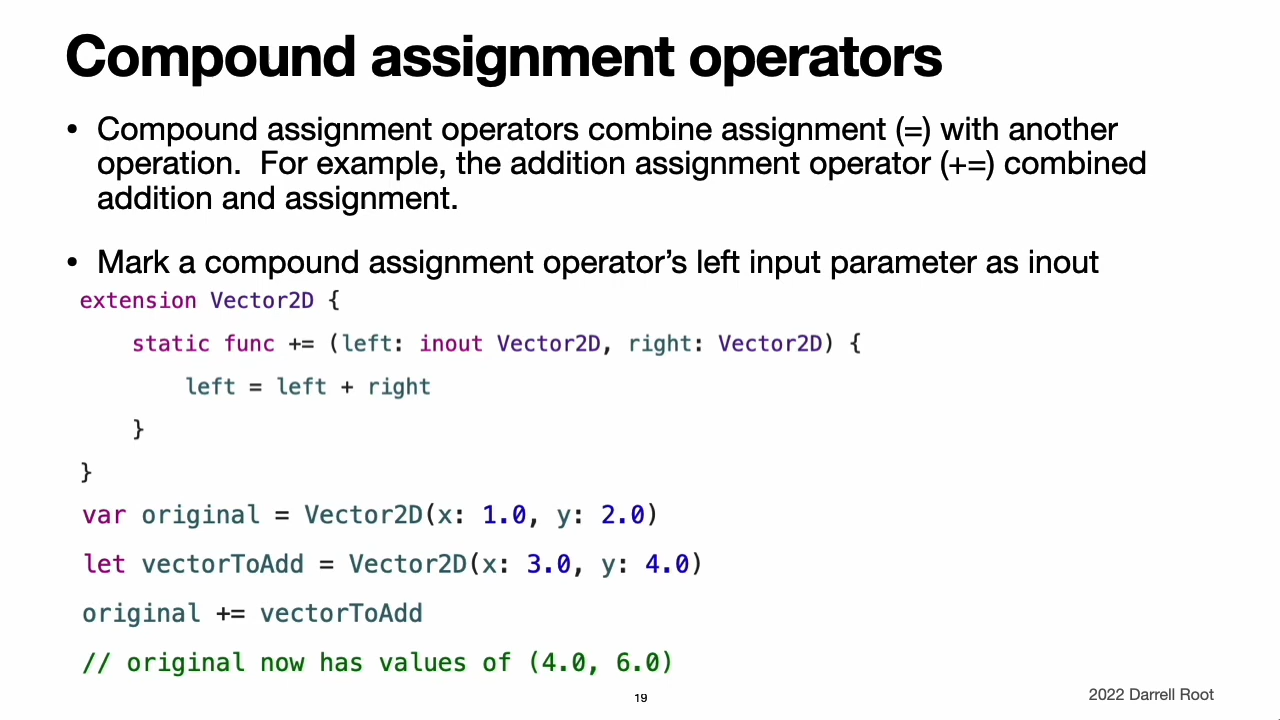 Compound assignment operators
• Compound assignment operators combine assignment (=) with another
operation.  For example, the addition assignment operator (+=) combined
addition and assignment.
• Mark a compound assignment operator’s left input parameter as inout
extension Vector2D {
    static func += (left: inout Vector2D, right: Vector2D) {
        left = left + right
    }
}
var original = Vector2D(x: 1.0, y: 2.0)
let vectorToAdd = Vector2D(x: 3.0, y: 4.0)
original += vectorToAdd
// original now has values of (4.0, 6.0)
19
2022 Darrell Root